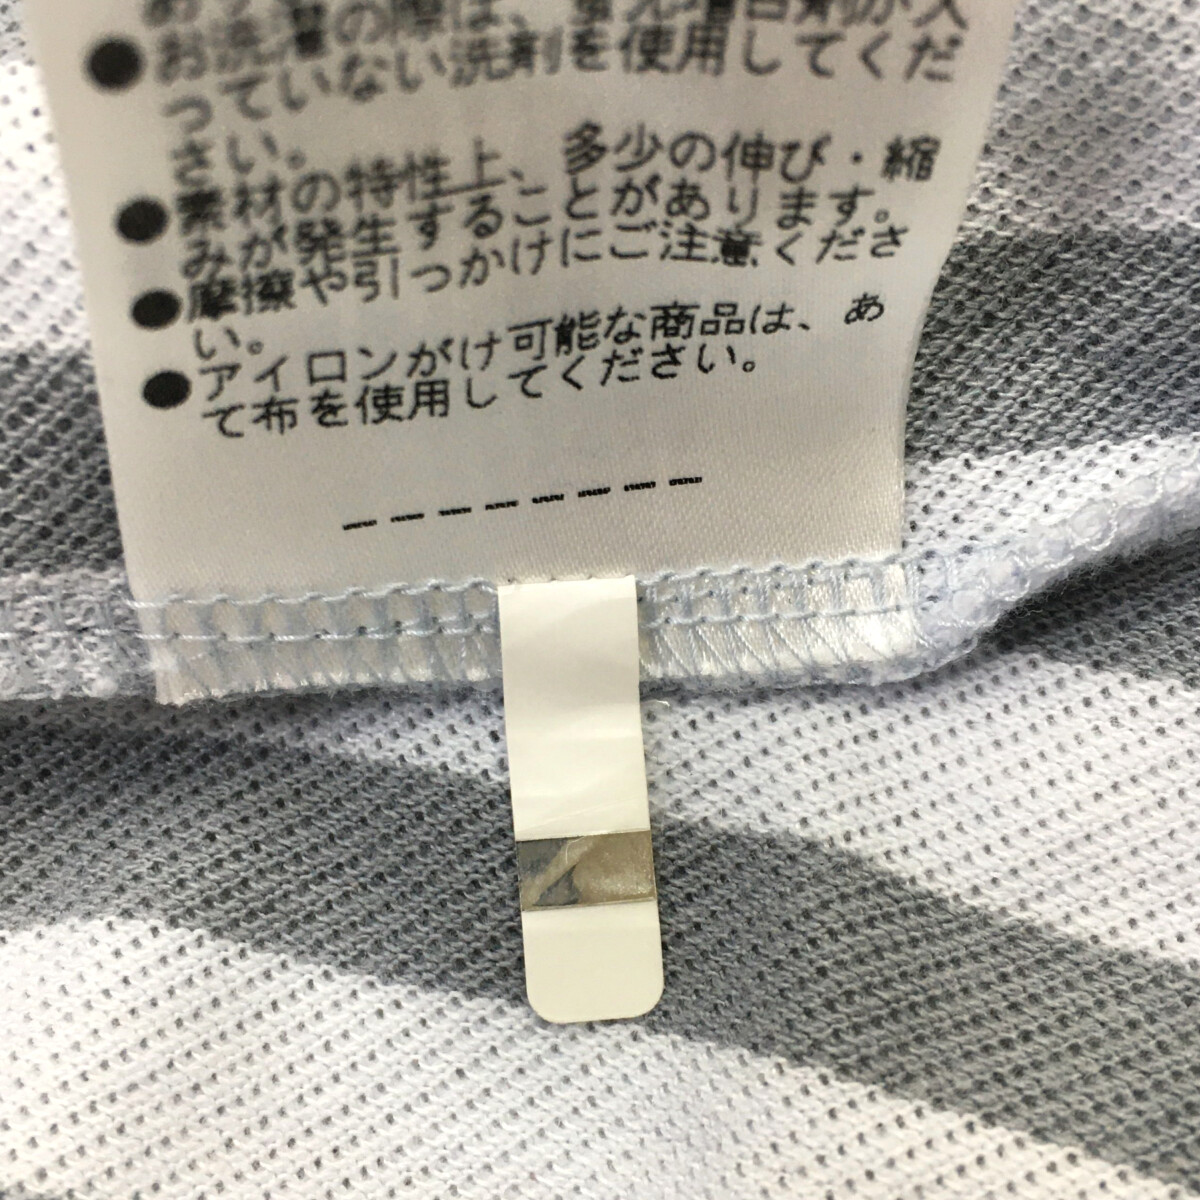 お洗濯の際は、蛍光増白剤が入
っていない洗剤を使用してくだ
さい。
●素材の特性上、多少の伸び・縮
みが発生することがあります。
●摩擦や引っかけにご注意くださ
い。
●アイロンがけ可能な商品は、あ
て布を使用してください。